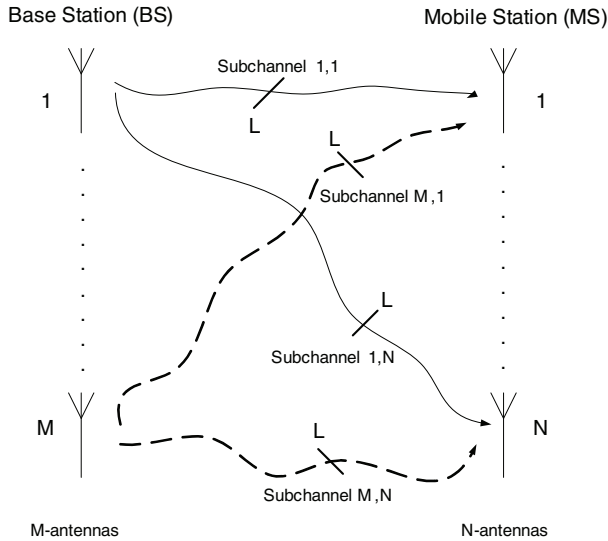 Base Station (BS)
Mobile Station (MS)
Subchannel 1,1
1
1
L
L
Subchannel M,1
L
Subchannel 1,N
M
L
N
Subchannel M,N
M-antennas
N-antennas